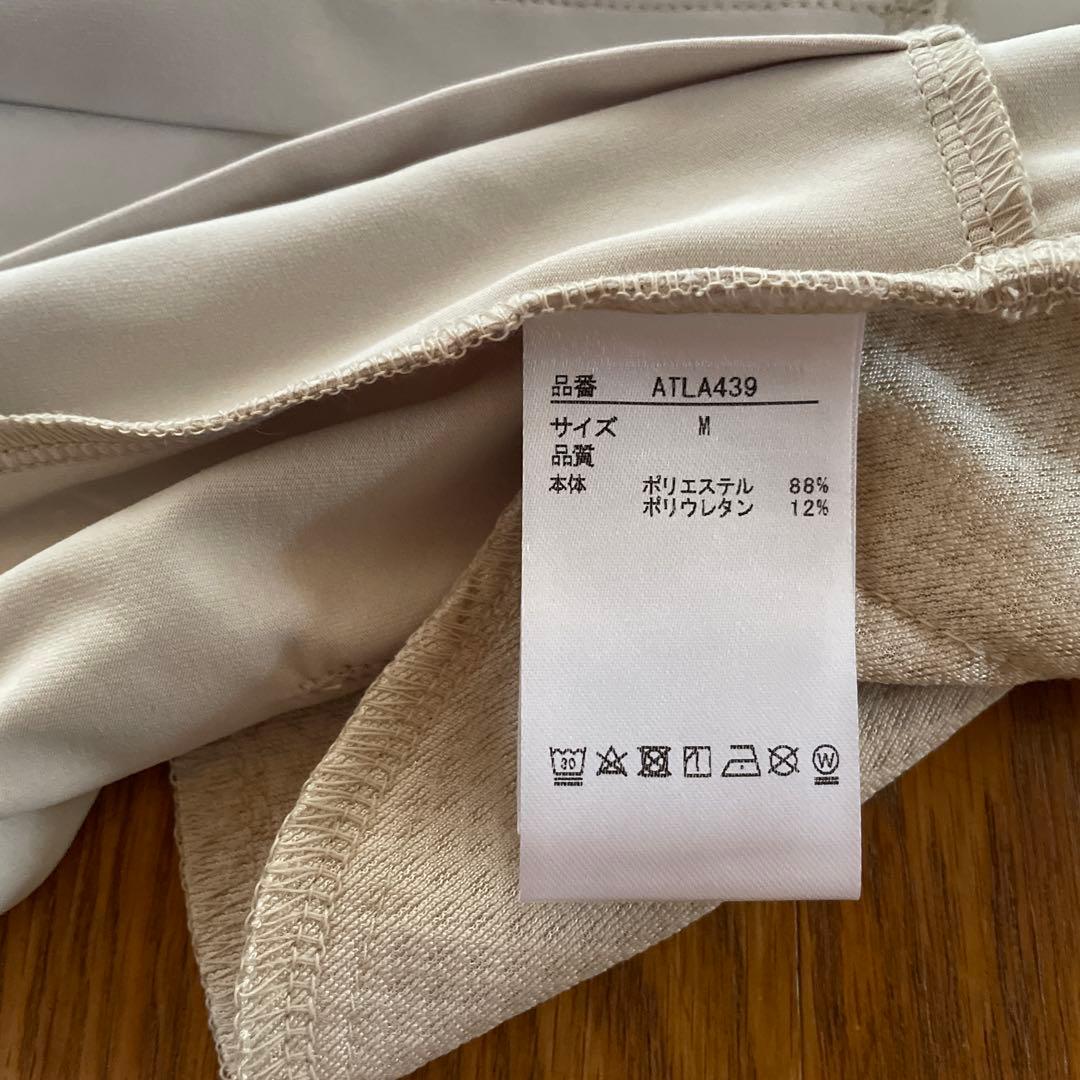 品番 ATLA439
サイズ M
品質
本体 ポリエステル 88%
ポリウレタン 12%
30 W